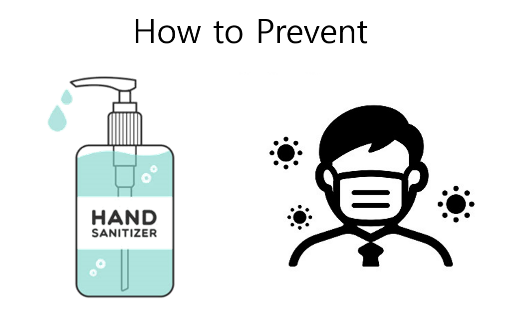 How to Prevent
HAND
SANITIZER